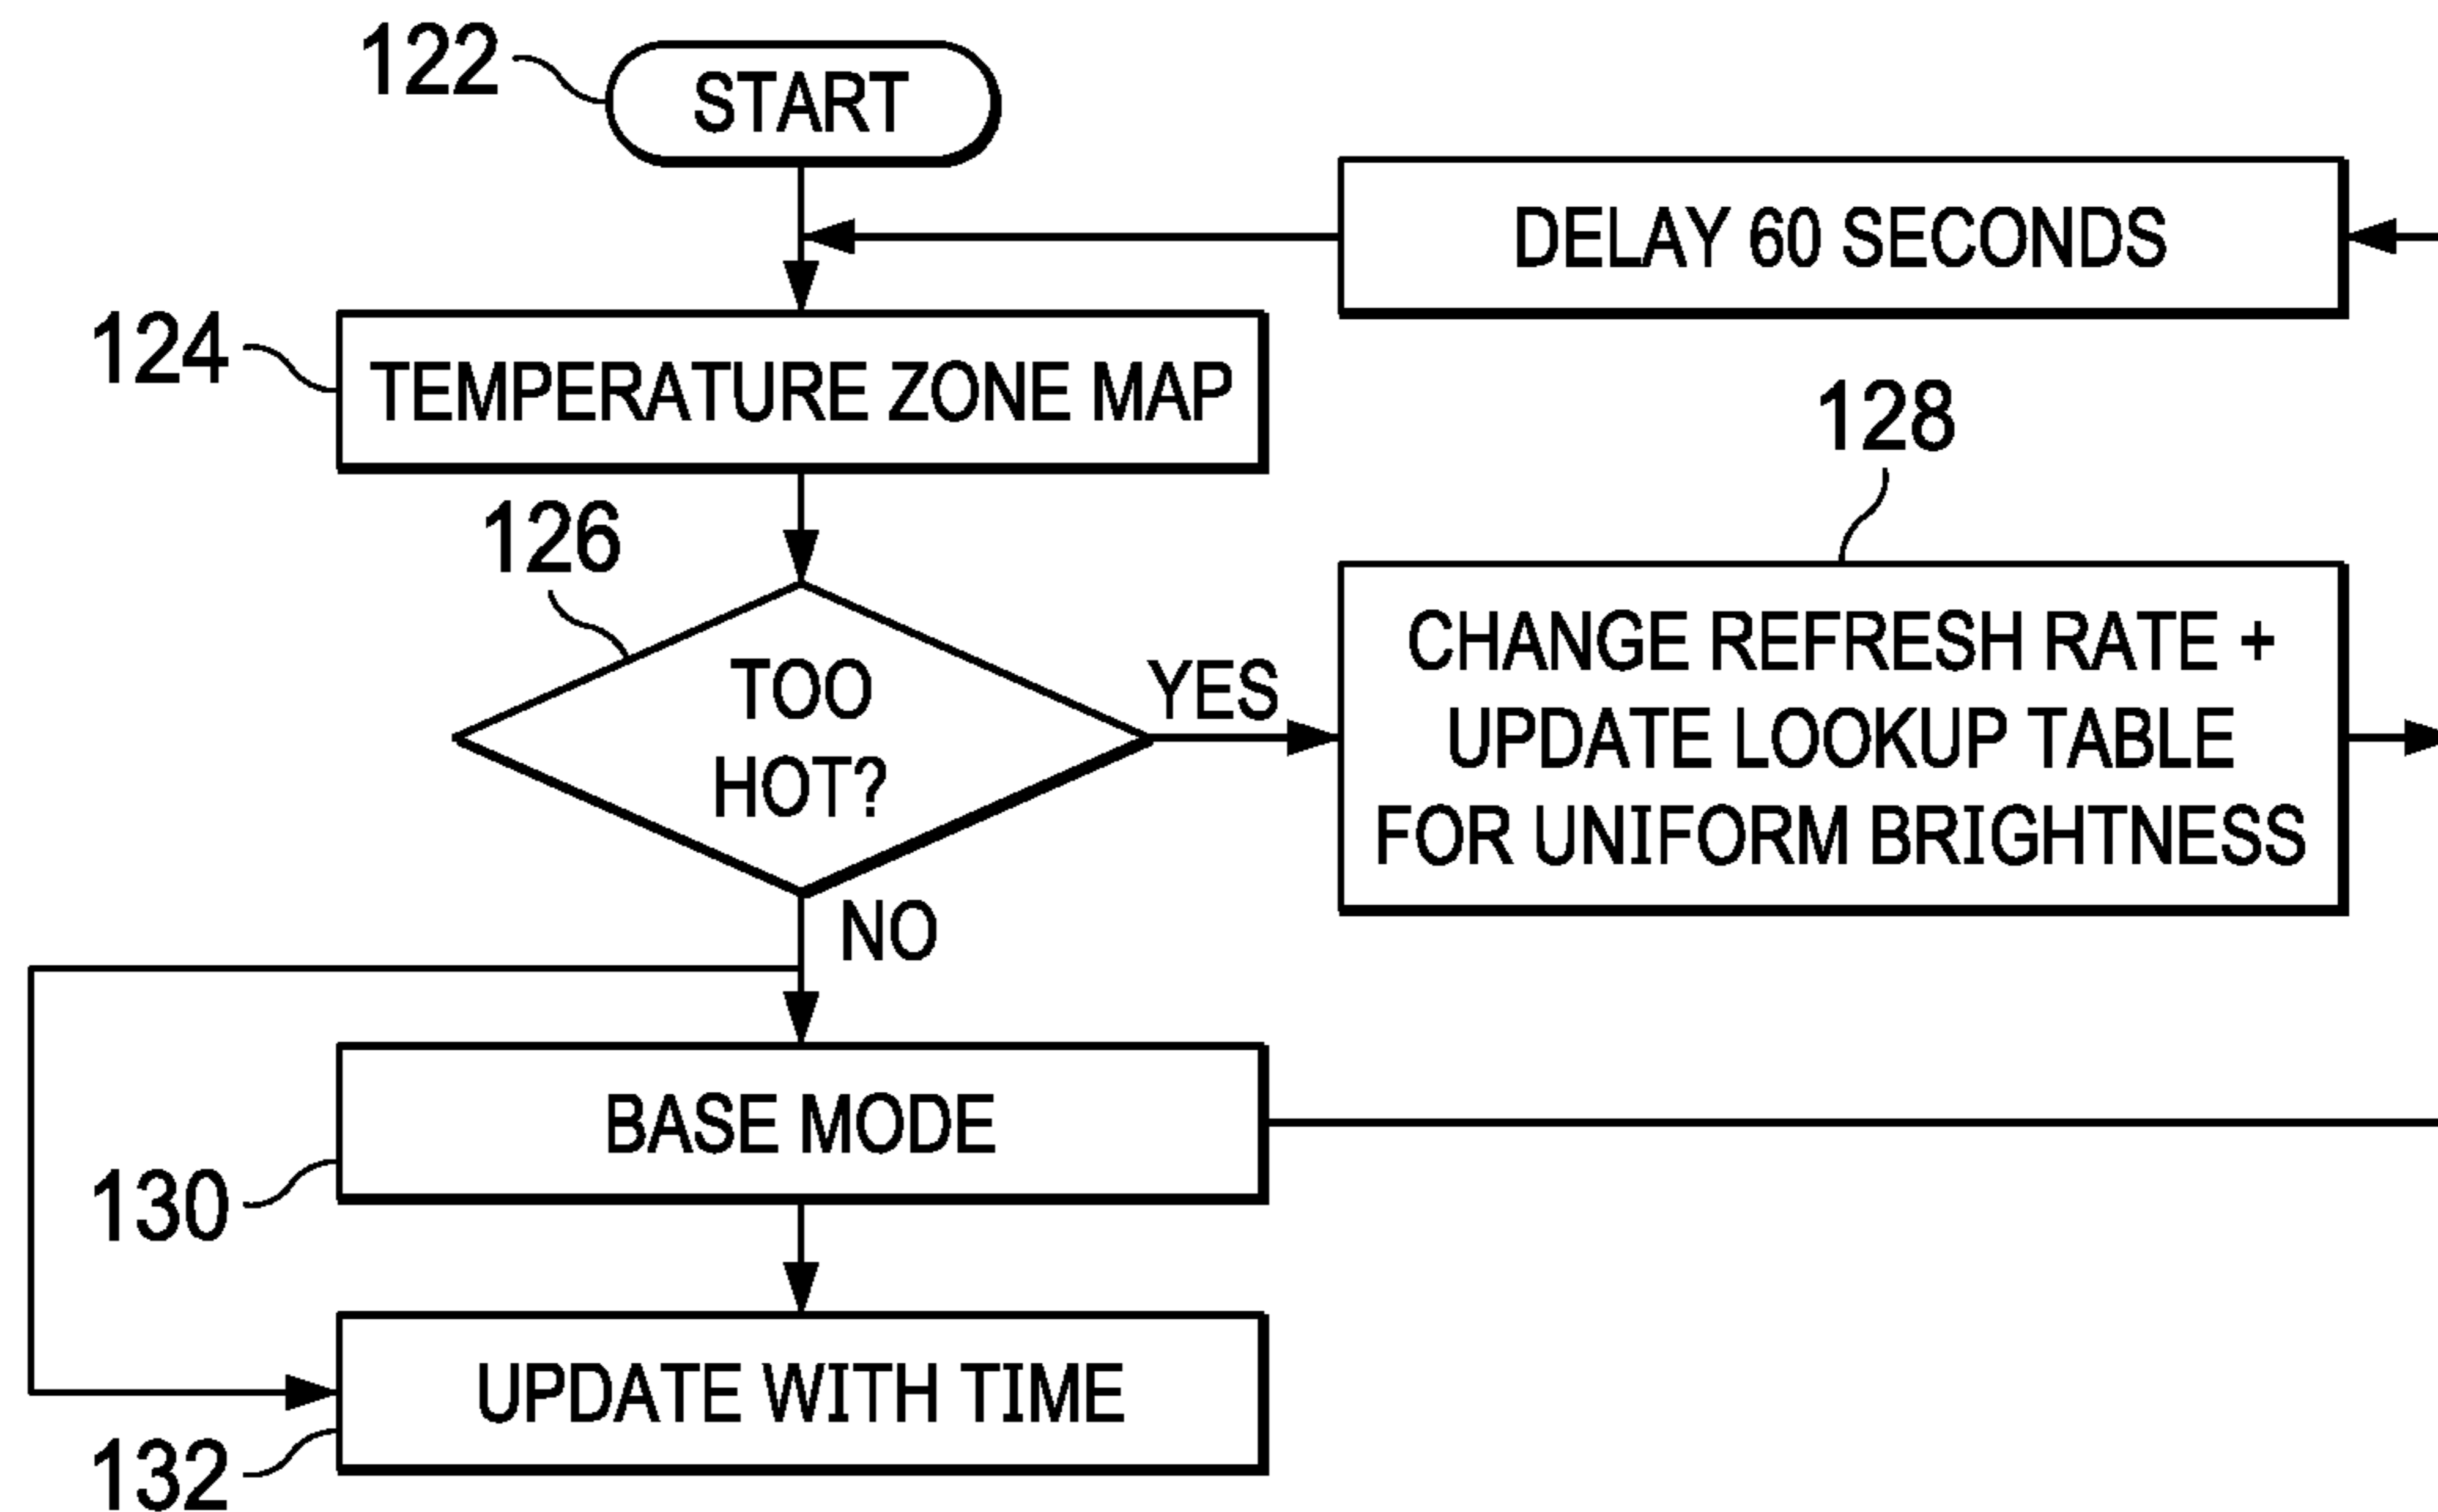 122
START
DELAY 60 SECONDS
124
TEMPERATURE ZONE MAP
128
126
TOO
HOT?
YES
CHANGE REFRESH RATE +
UPDATE LOOKUP TABLE
FOR UNIFORM BRIGHTNESS
NO
BASE MODE
130
UPDATE WITH TIME
132